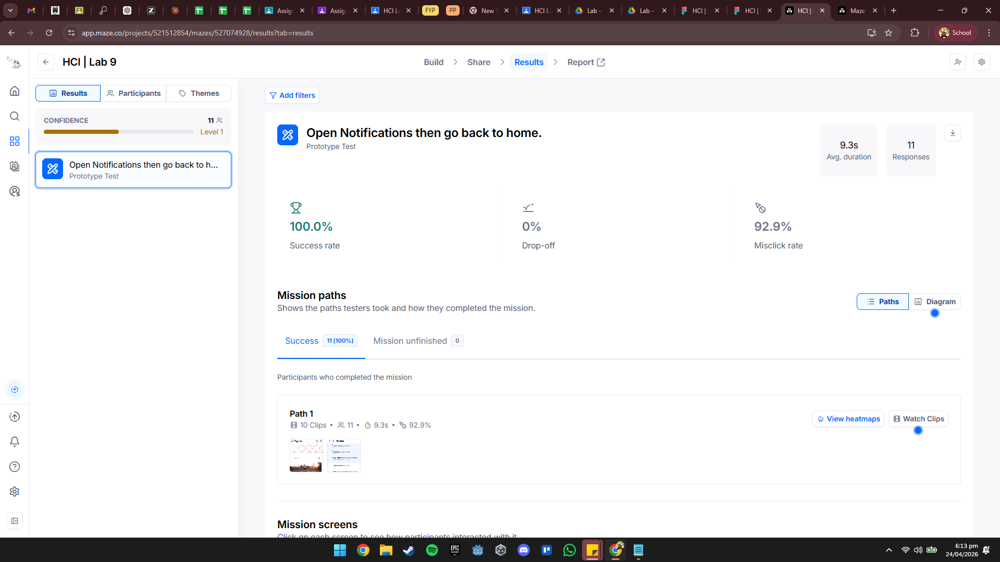 Assign
Assign
HCI L
FYP
PP
New T
HCI L
Lab -
Lab -
HCI |
HCI |
HCI |
Maze
app.maze.co/projects/521512854/mazes/527074928/results?tab=results
School
HCI | Lab 9
Build
Share
Results
Report
Results
Participants
Themes
Add filters
CONFIDENCE
11
Level 1
Open Notifications then go back to h...
Prototype Test
Open Notifications then go back to home.
Prototype Test
9.3s
Avg. duration
11
Responses
100.0%
Success rate
0%
Drop-off
92.9%
Misclick rate
Mission paths
Shows the paths testers took and how they completed the mission.
Paths
Diagram
Success 11 (100%)
Mission unfinished 0
Participants who completed the mission
Path 1
10 Clips • 11 • 9.3s • 92.9%
View heatmaps
Watch Clips
Mission screens
Click on each screen to see how participants interacted with it
EPIC GAMES
6:13 pm
24/04/2026